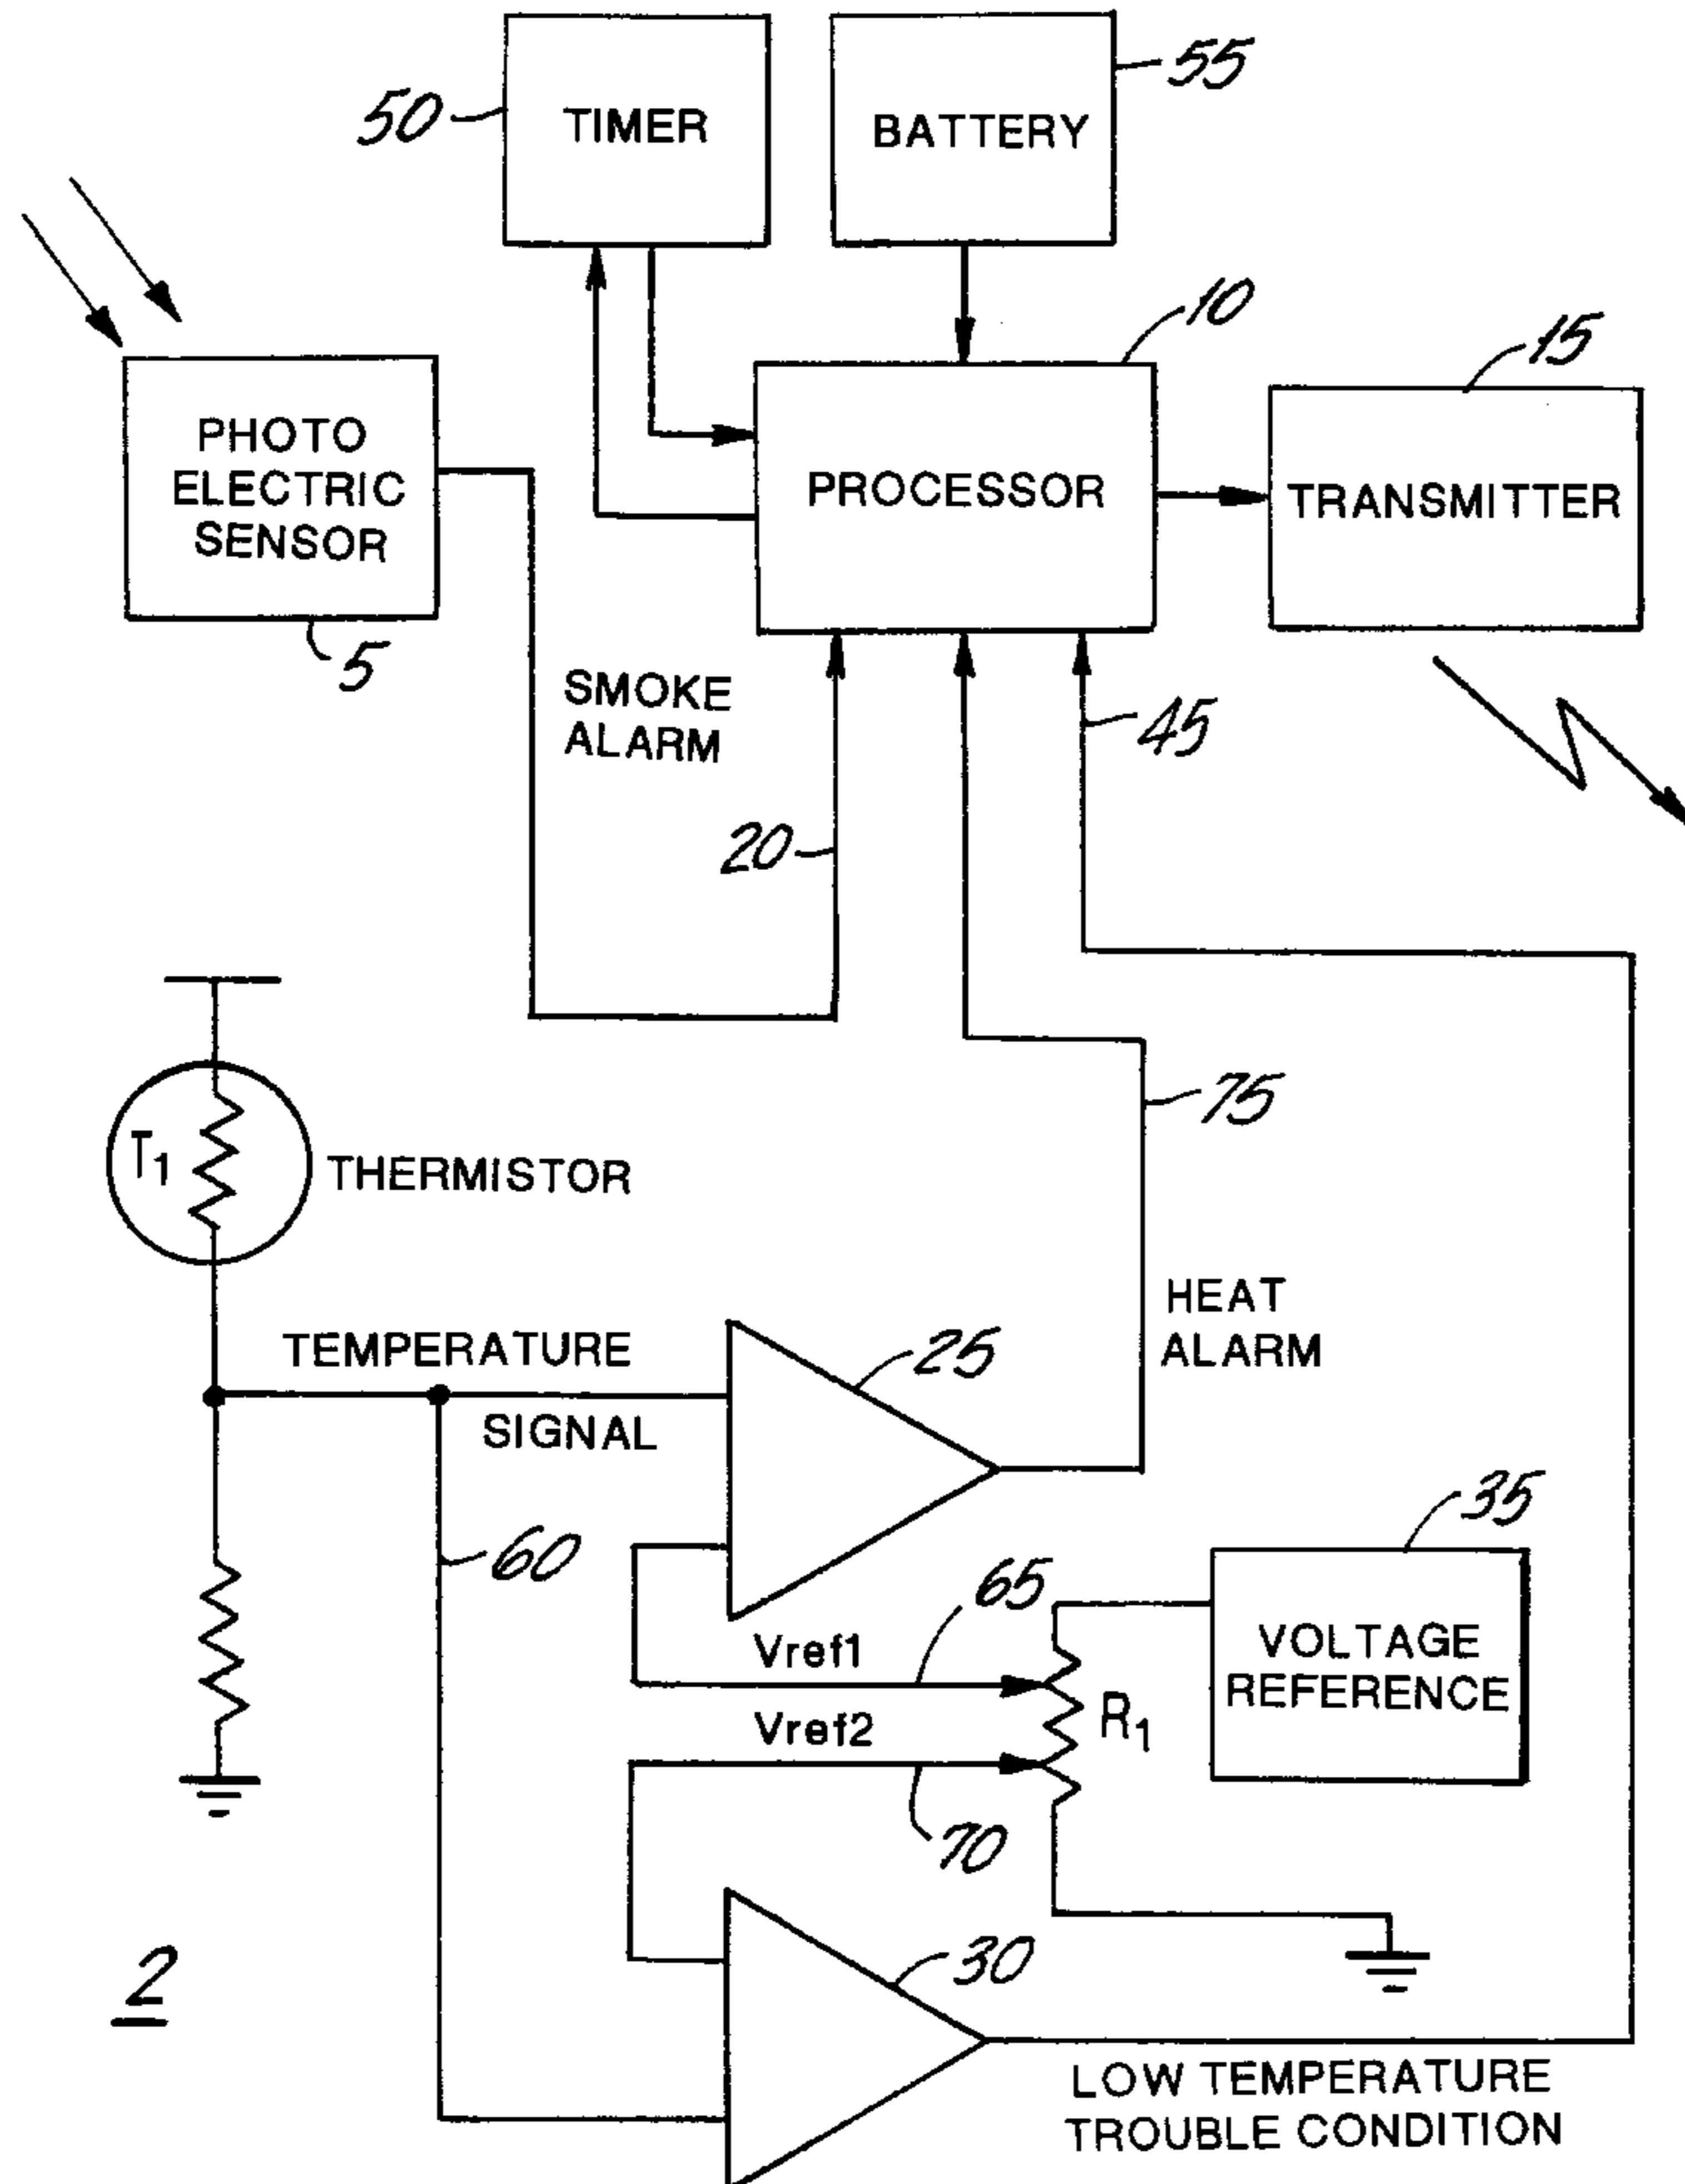 55
50
TIMER
BATTERY
10
15
PHOTO
ELECTRIC
SENSOR
PROCESSOR
TRANSMITTER
5
SMOKE
ALARM
45
20
75
T1
THERMISTOR
HEAT
ALARM
TEMPERATURE
SIGNAL
25
35
60
65
Vref1
VOLTAGE
REFERENCE
R1
Vref2
70
30
2
LOW TEMPERATURE
TROUBLE CONDITION